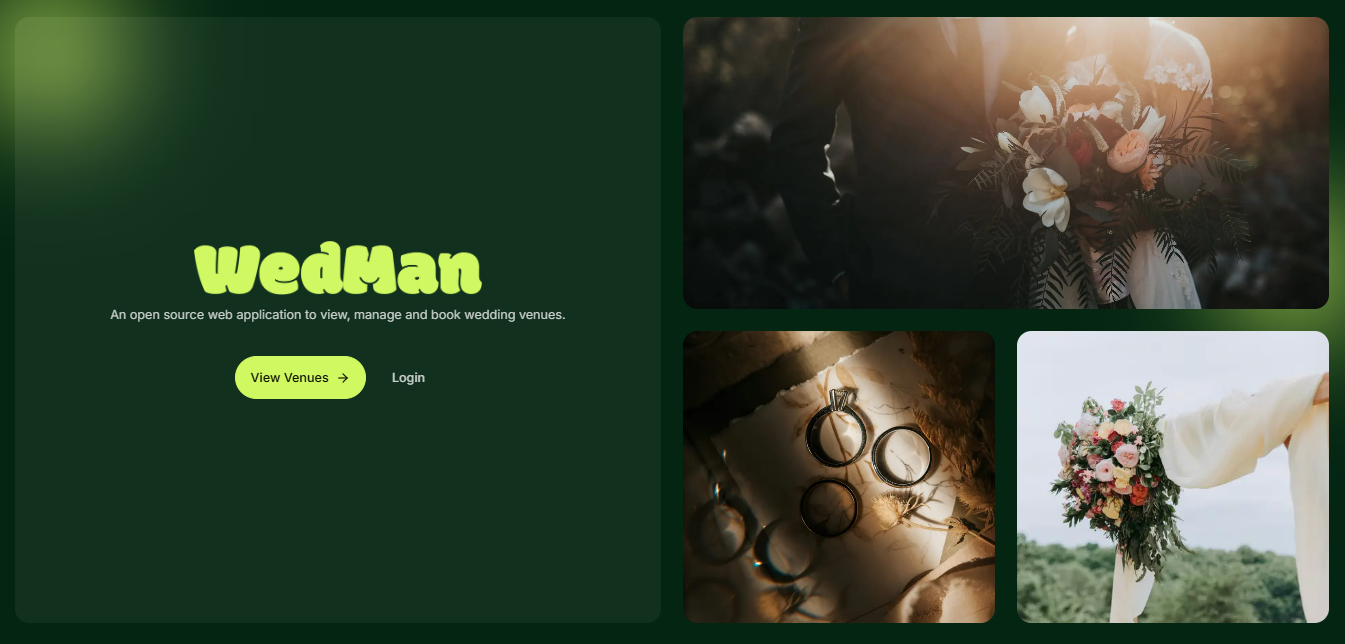 WedMan
An open source web application to view, manage and book wedding venues.
View Venues →
Login